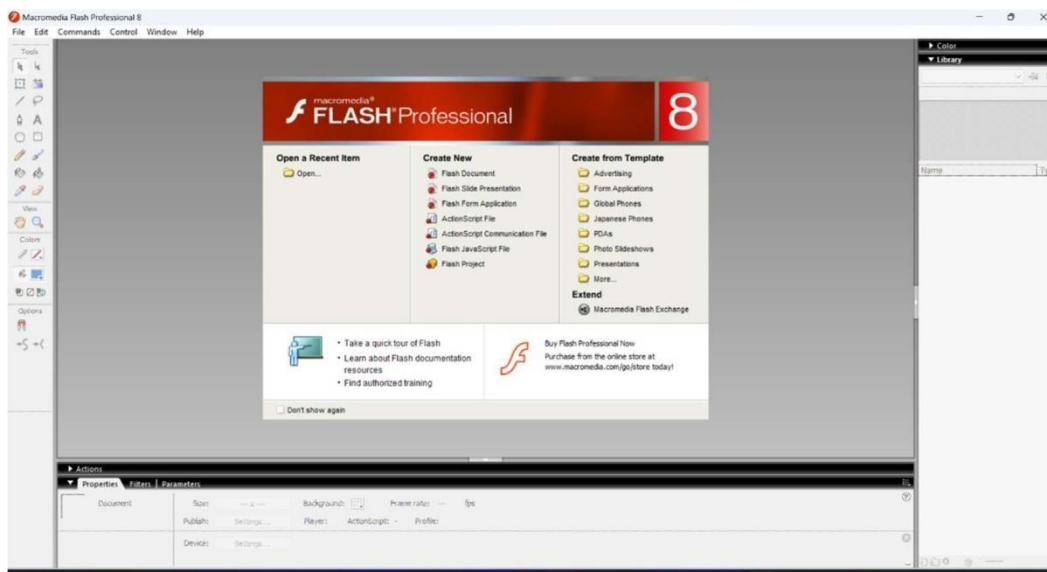 Macromedia Flash Professional 8
File Edit Commands Control Window Help
Tools
View
Colors
Options
macromedia®
FLASH® Professional
8
Open a Recent Item
Open...
Create New
Flash Document
Flash Slide Presentation
Flash Form Application
ActionScript File
ActionScript Communication File
Flash JavaScript File
Flash Project
Create from Template
Advertising
Form Applications
Global Phones
Japanese Phones
PDAs
Photo Slideshows
Presentations
More...
Extend
Macromedia Flash Exchange
• Take a quick tour of Flash
• Learn about Flash documentation
resources
• Find authorized training
Buy Flash Professional Now
Purchase from the online store at
www.macromedia.com/go/store today!
Don't show again
Color
Library
Name Ty
Actions
Properties Filters Parameters
Document Size: Background: Frame rate: --- fps
Publish: Settings... Player: ActionScript: - Profile:
Device: Settings...